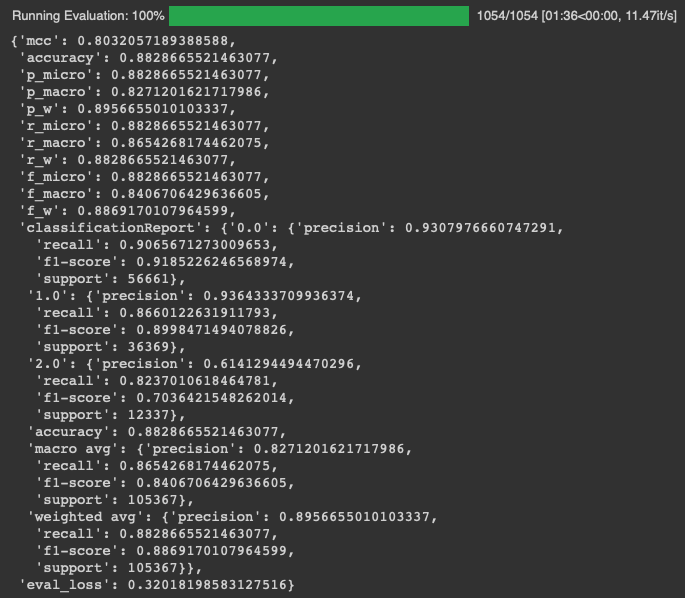 Running Evaluation: 100% 1054/1054 [01:36<00:00, 11.47it/s]
{'mcc': 0.8032057189388588,
'accuracy': 0.8828665521463077,
'p_micro': 0.8828665521463077,
'p_macro': 0.8271201621717986,
'p_w': 0.8956655010103337,
'r_micro': 0.8828665521463077,
'r_macro': 0.8654268174462075,
'r_w': 0.8828665521463077,
'f_micro': 0.8828665521463077,
'f_macro': 0.8406706429636605,
'f_w': 0.8869170107964599,
'classificationReport': {'0.0': {'precision': 0.9307976660747291,
'recall': 0.9065671273009653,
'f1-score': 0.9185226246568974,
'support': 56661},
'1.0': {'precision': 0.9364333709936374,
'recall': 0.8660122631911793,
'f1-score': 0.8998471494078826,
'support': 36369},
'2.0': {'precision': 0.6141294494470296,
'recall': 0.8237010618464781,
'f1-score': 0.7036421548262014,
'support': 12337},
'accuracy': 0.8828665521463077,
'macro avg': {'precision': 0.8271201621717986,
'recall': 0.8654268174462075,
'f1-score': 0.8406706429636605,
'support': 105367},
'weighted avg': {'precision': 0.8956655010103337,
'recall': 0.8828665521463077,
'f1-score': 0.8869170107964599,
'support': 105367}},
'eval_loss': 0.32018198583127516}